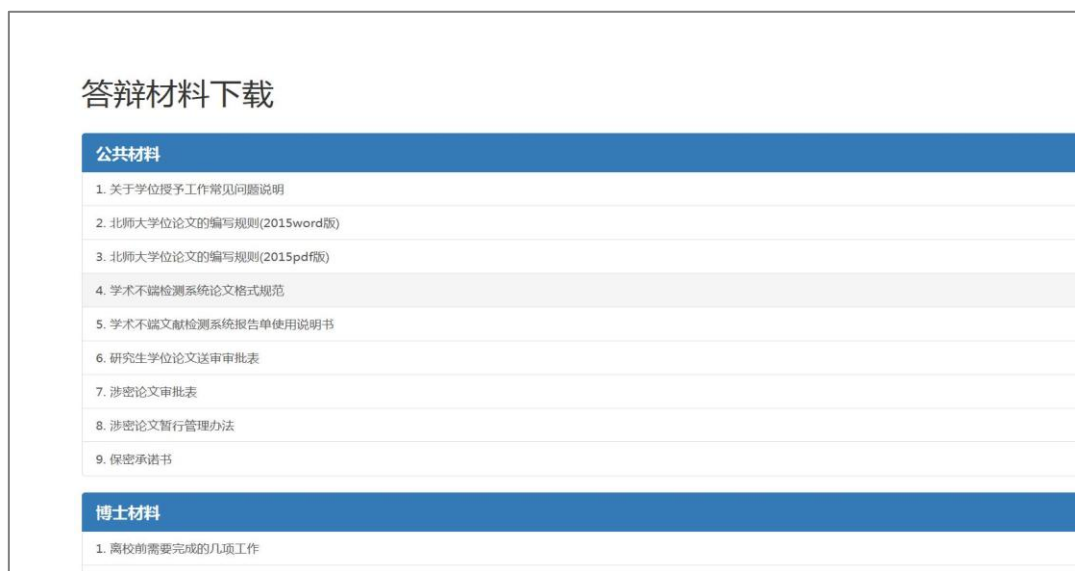 答辩材料下载
公共材料
1. 关于学位授予工作常见问题说明
2. 北师大学位论文的编写规则(2015word版)
3. 北师大学位论文的编写规则(2015pdf版)
4. 学术不端检测系统论文格式规范
5. 学术不端文献检测系统报告单使用说明书
6. 研究生学位论文送审审批表
7. 涉密论文审批表
8. 涉密论文暂行管理办法
9. 保密承诺书
博士材料
1. 离校前需要完成的几项工作